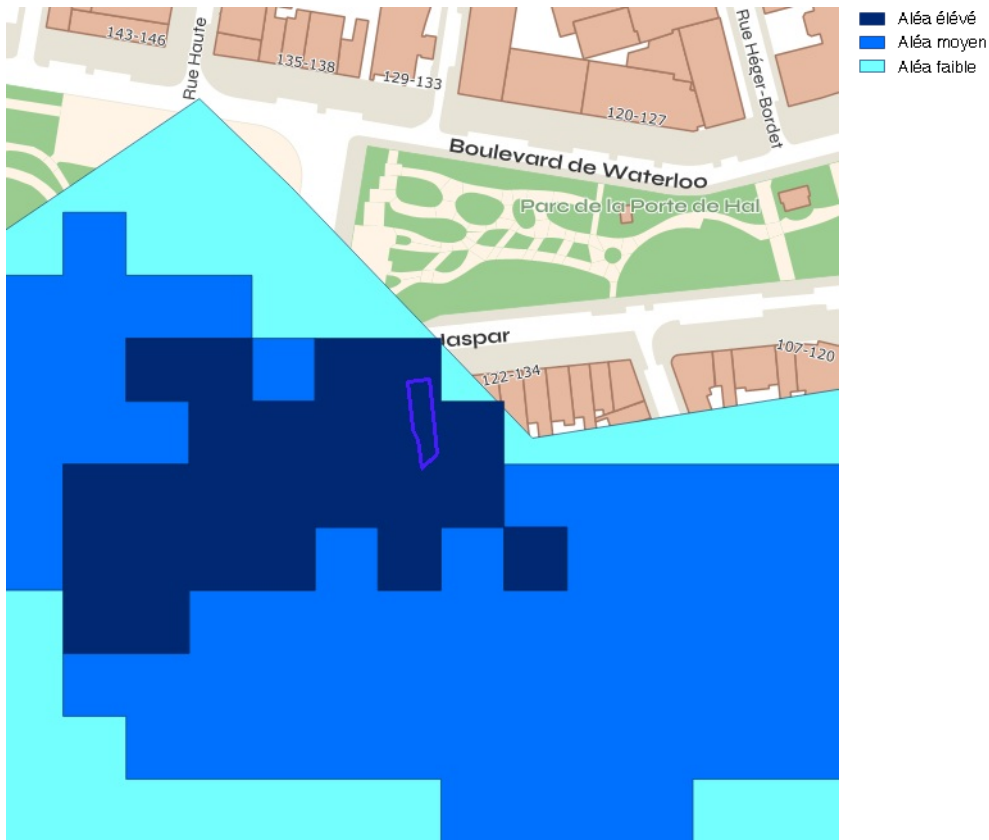 143-146
Rue Haute
135-138
129-133
120-127
Rue Héger-Bordet
Boulevard de Waterloo
Parc de la Porte de Hal
Jaspar
122-134
107-120
Aléa élévé
Aléa moyen
Aléa faible